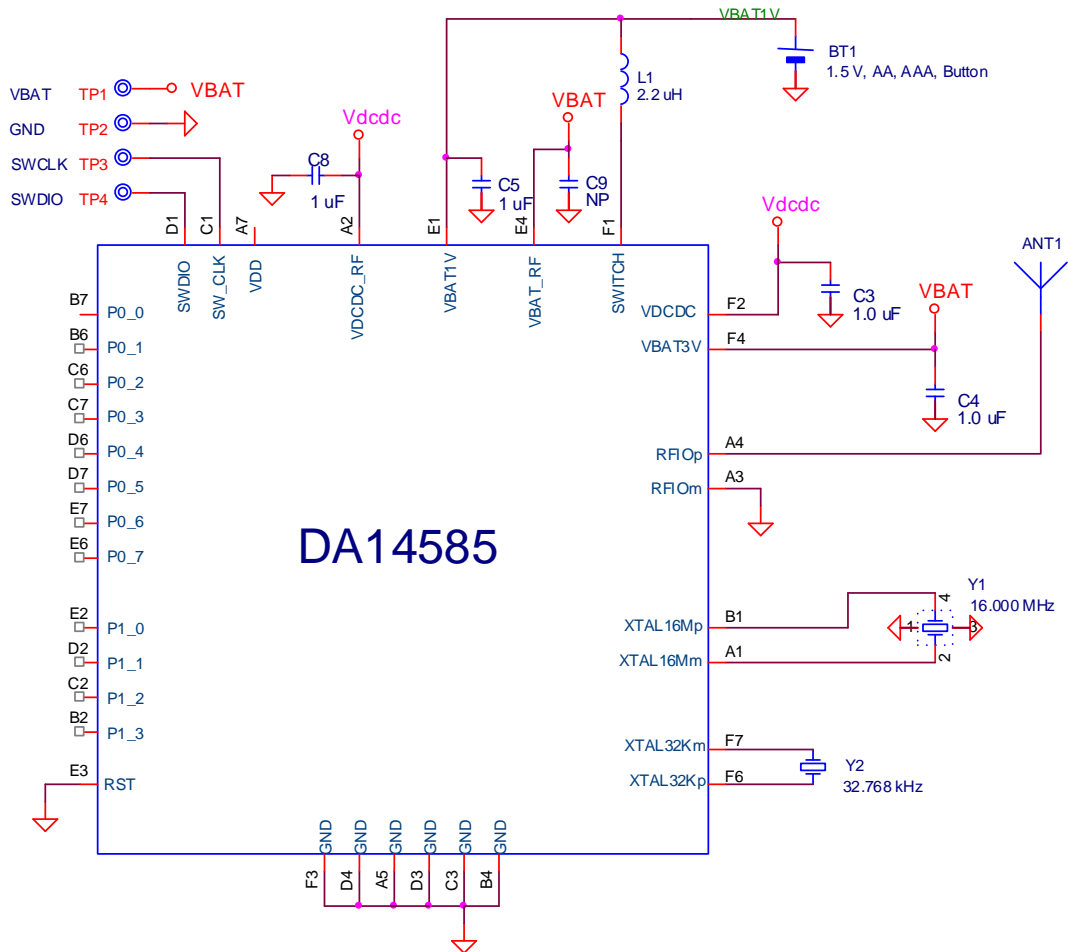 VBAT1V
BT1
1.5 V, AA, AAA, Button
L1
2.2 uH
VBAT TP1 VBAT
GND TP2
SWCLK TP3
SWDIO TP4
Vdcdc
C8
1 uF
C5
1 uF
VBAT
C9
NP
D1
C1
A7
A2
E1
E4
F1
SWDIO
SW_CLK
VDD
VDCDC_RF
VBAT1V
VBAT_RF
SWITCH
Vdcdc
C3
1.0 uF
VBAT
C4
1.0 uF
ANT1
B7 P0_0
B6 P0_1
C6 P0_2
C7 P0_3
D6 P0_4
D7 P0_5
E7 P0_6
E6 P0_7
E2 P1_0
D2 P1_1
C2 P1_2
B2 P1_3
E3 RST
DA14585
VDCDC F2
VBAT3V F4
RFIOp A4
RFIOm A3
XTAL16Mp B1
XTAL16Mm A1
XTAL32Km F7
XTAL32Kp F6
Y1
16.000 MHz
4
1
3
2
Y2
32.768 kHz
GND
GND
GND
GND
GND
GND
F3
D4
A5
D3
C3
B4